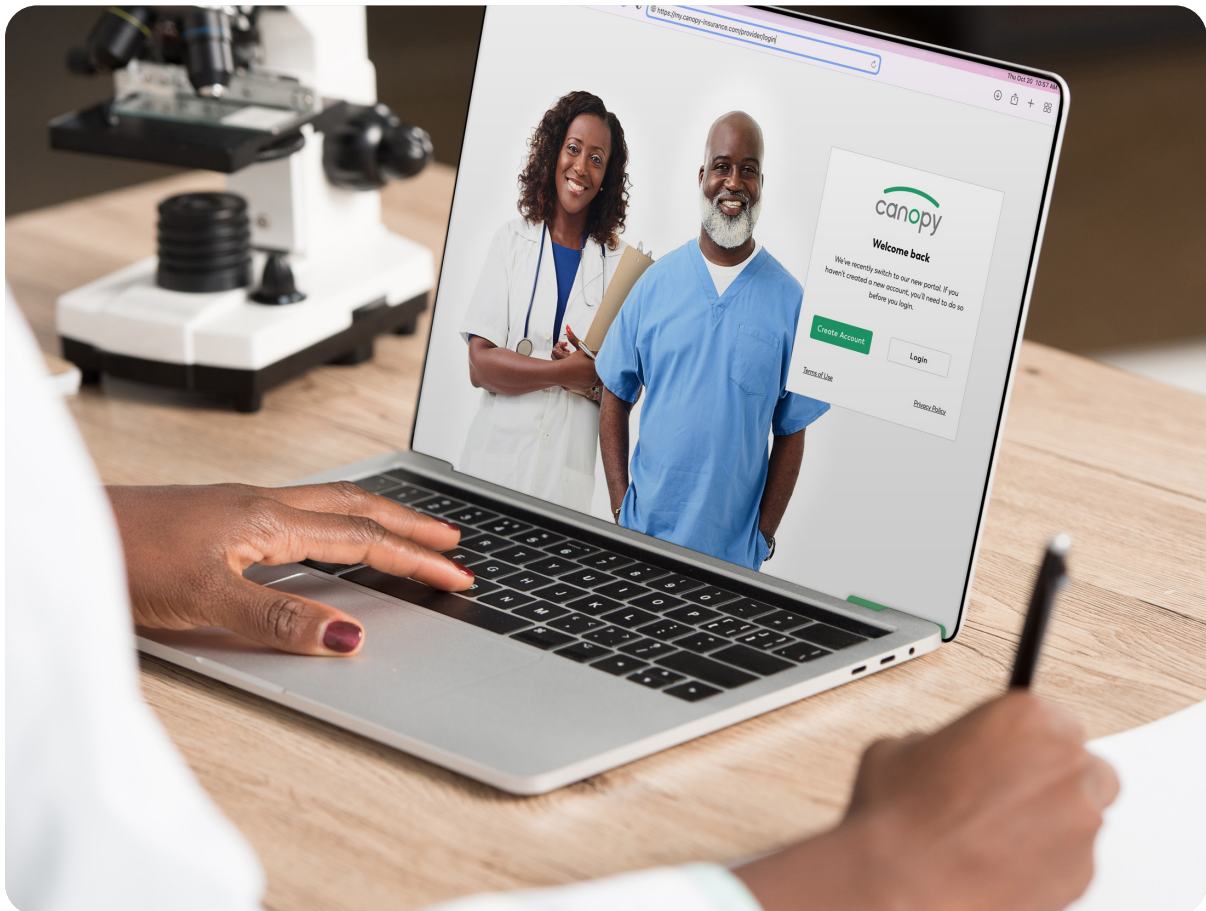 https://my.canopy-insurance.com/provider/login
Thu Oct 20 10:57 AM
canopy
Welcome back
We've recently switch to our new portal. If you
haven't created a new account, you'll need to do so
before you login.
Create Account
Login
Terms of Use
Privacy Policy